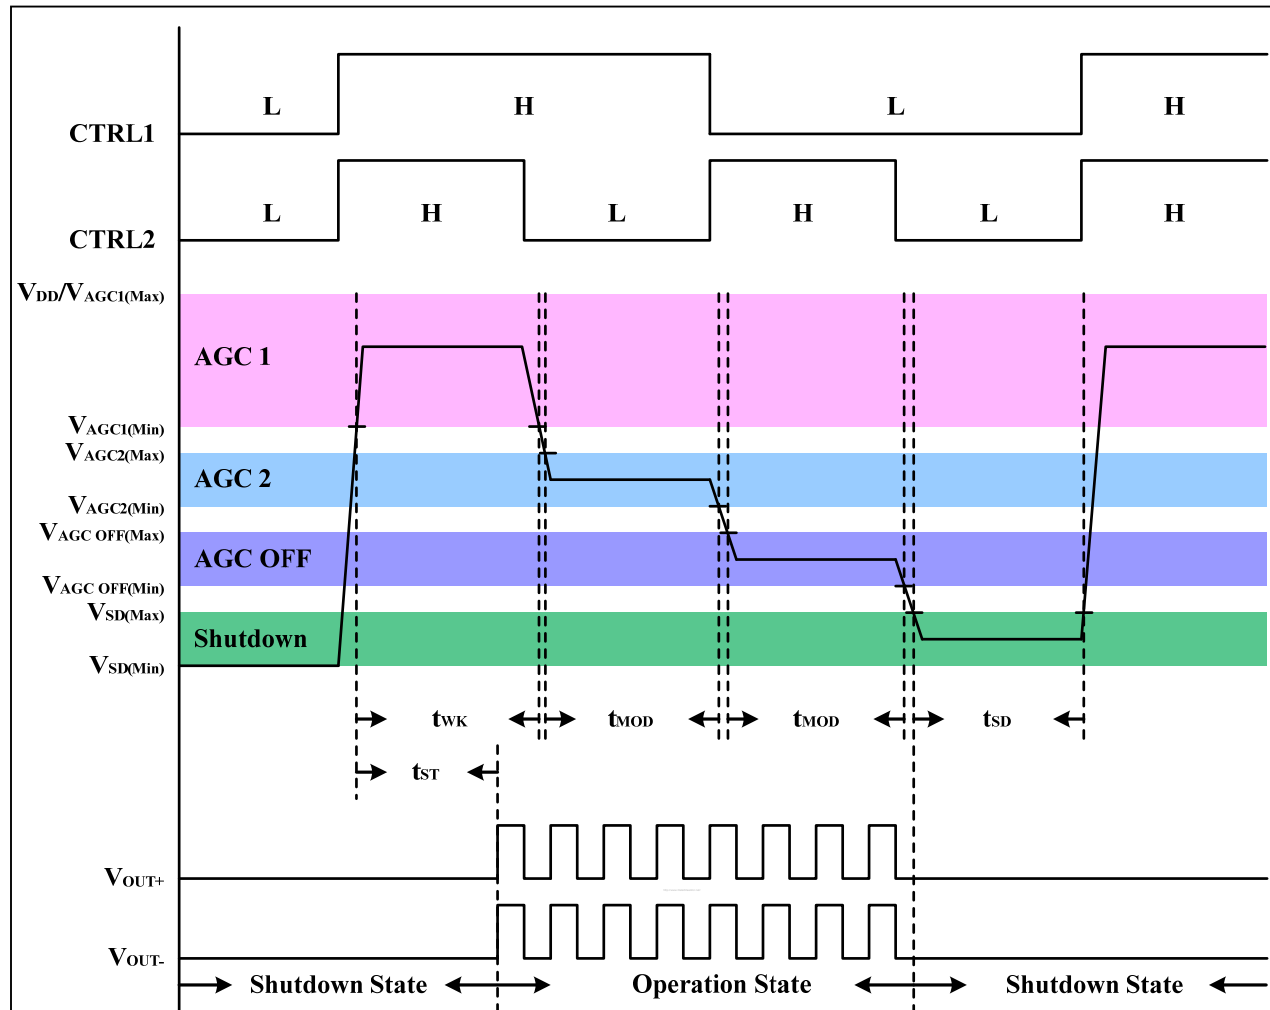 L H L H
CTRL1
L H L H L H
CTRL2
VDD/VAGC1(Max)
AGC 1
VAGC1(Min)
VAGC2(Max)
AGC 2
VAGC2(Min)
VAGC OFF(Max)
AGC OFF
VAGC OFF(Min)
VSD(Max)
Shutdown
VSD(Min)
tWK tMOD tMOD tSD
tST
VOUT+
VOUT-
Shutdown State Operation State Shutdown State